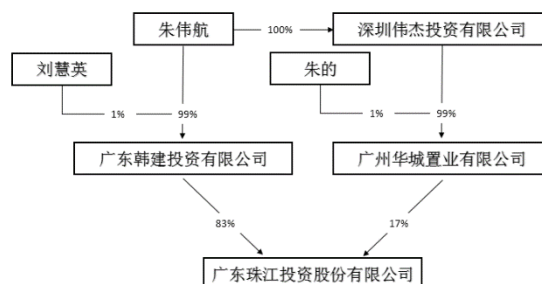 朱伟航
100%
深圳伟杰投资有限公司
刘慧英
朱的
1%
99%
1%
99%
广东韩建投资有限公司
广州华城置业有限公司
83%
17%
广东珠江投资股份有限公司